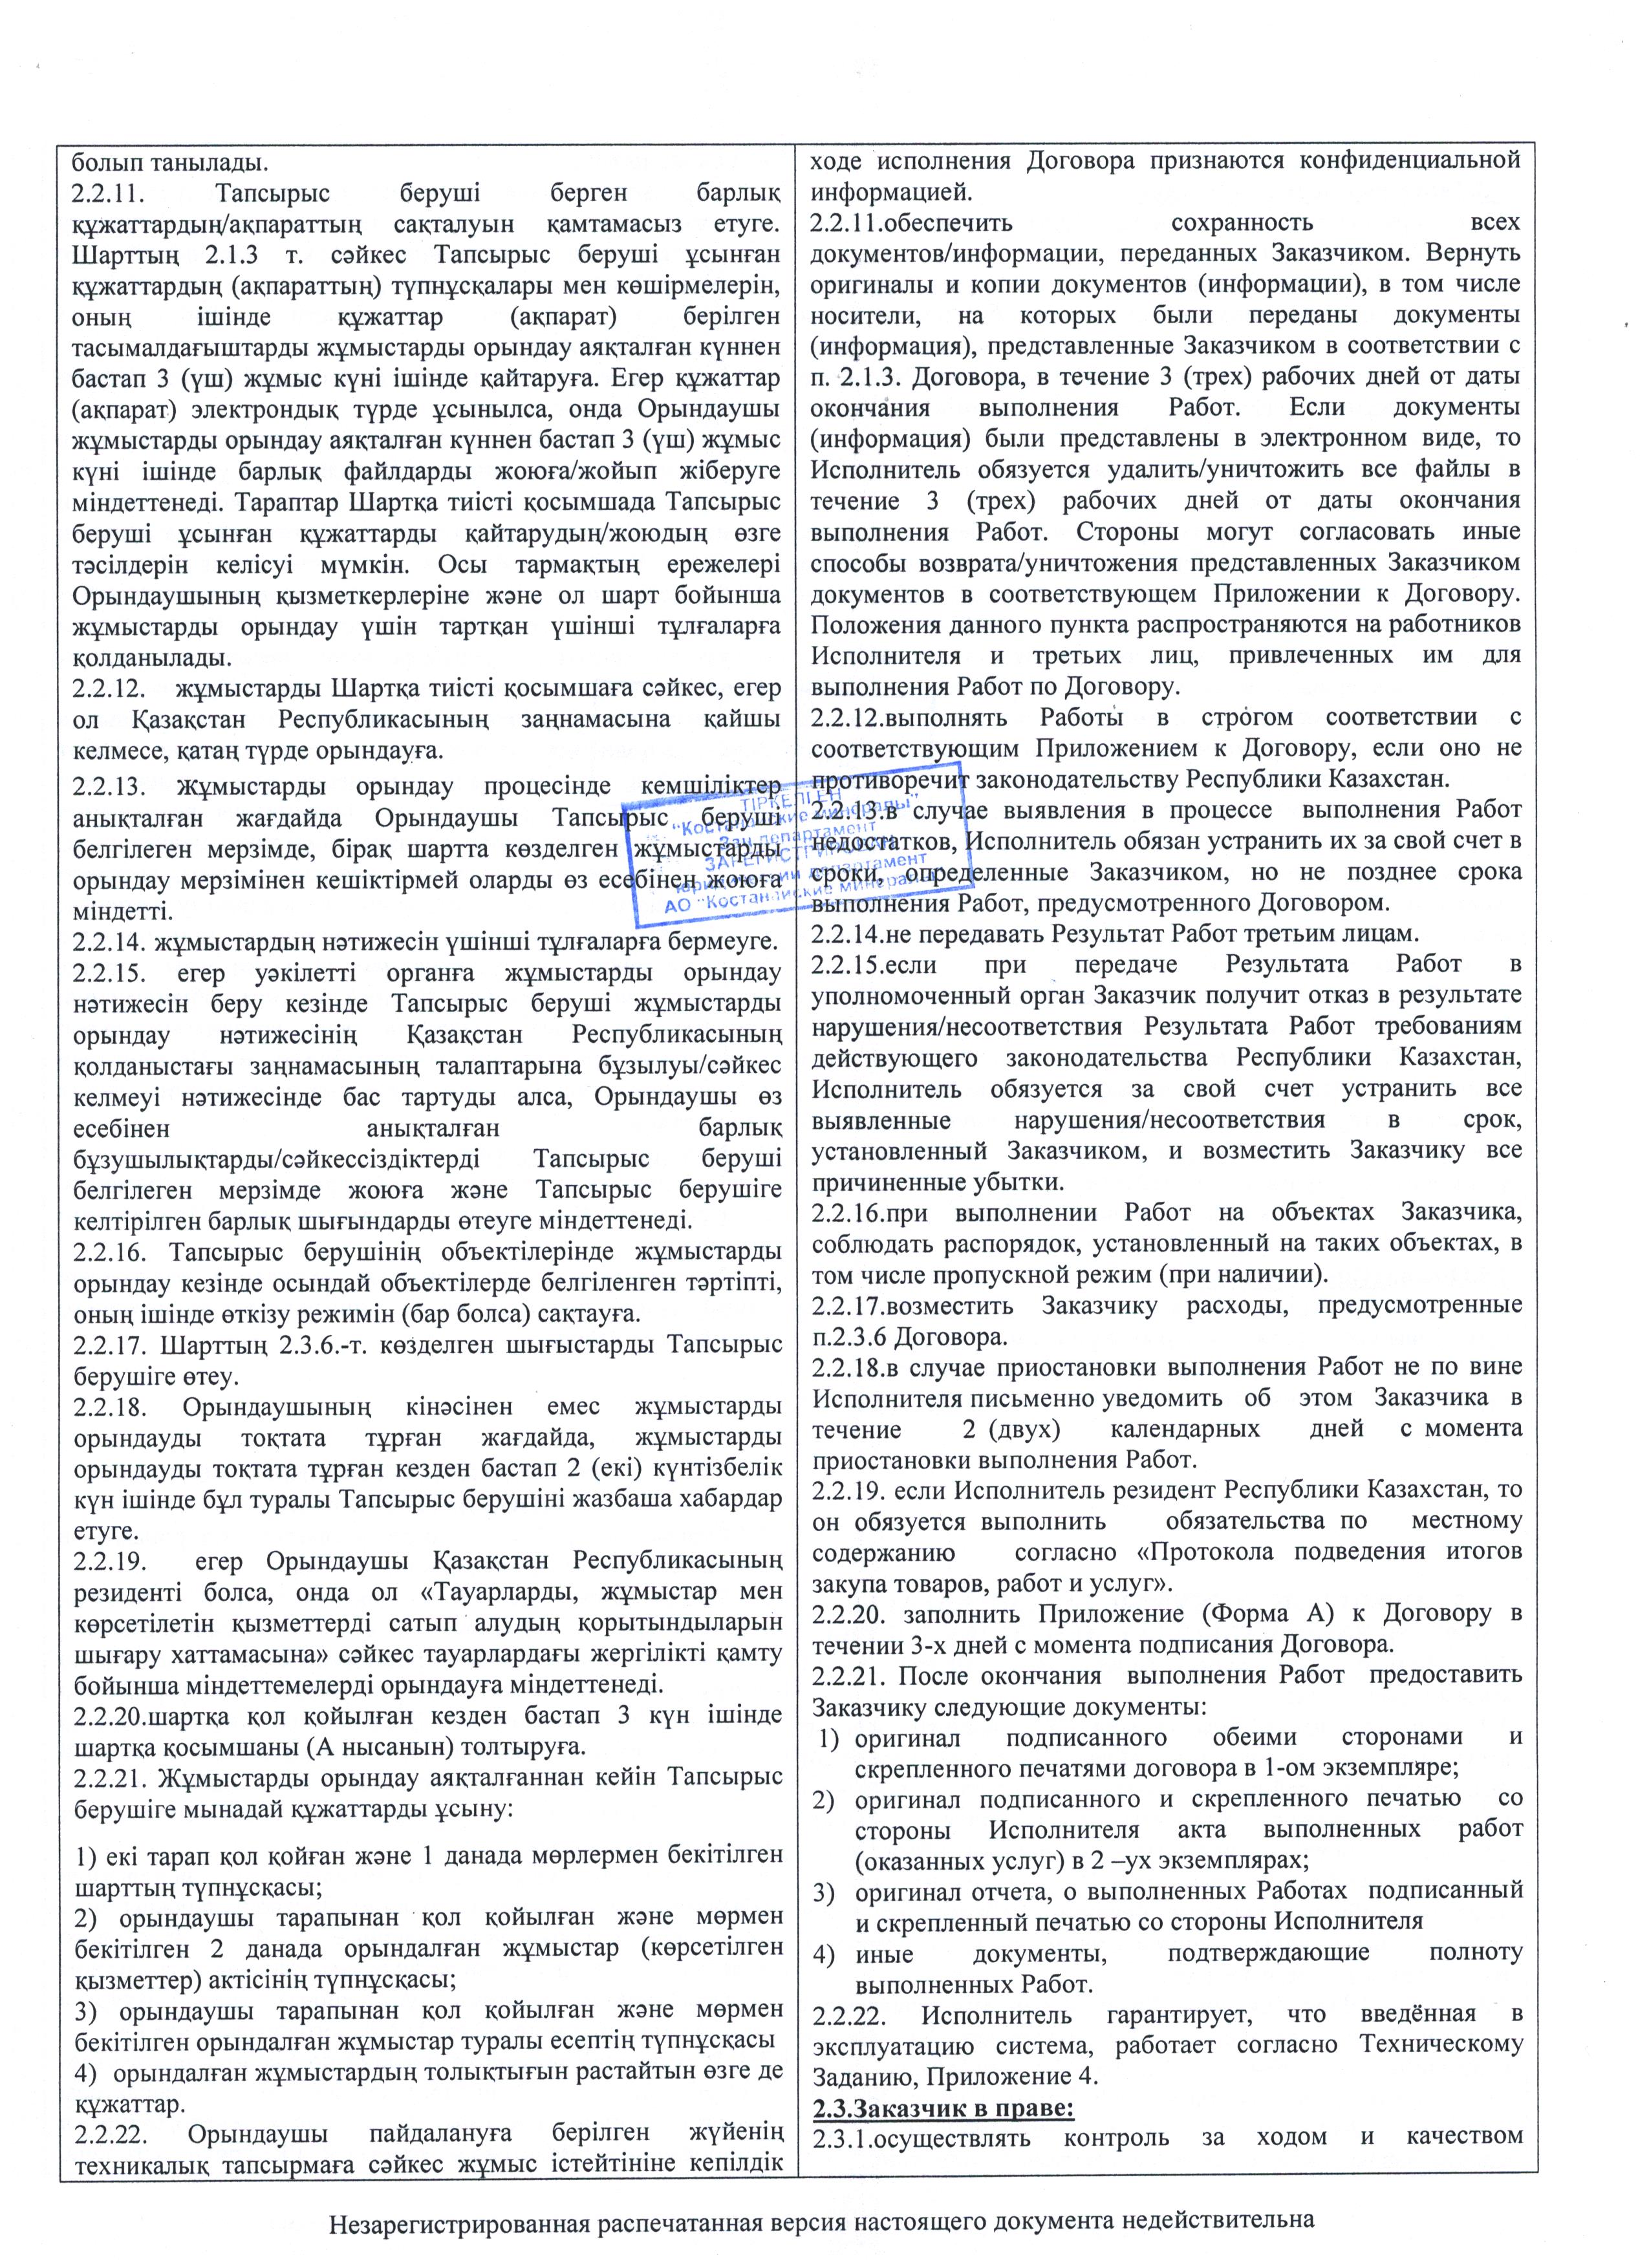 болып танылады.
2.2.11. Тапсырыс беруші берген барлық
құжаттардың/ақпараттың сақталуын қамтамасыз етуге.
Шарттың 2.1.3 т. сәйкес Тапсырыс беруші ұсынған
құжаттардың (ақпараттың) түпнұсқалары мен көшірмелерін,
оның ішінде құжаттар (ақпарат) берілген
тасымалдағыштарды жұмыстарды орындау аяқталған күннен
бастап 3 (үш) жұмыс күні ішінде қайтаруға. Егер құжаттар
(ақпарат) электрондық түрде ұсынылса, онда Орындаушы
жұмыстарды орындау аяқталған күннен бастап 3 (үш) жұмыс
күні ішінде барлық файлдарды жоюға/жойып жіберуге
міндеттенеді. Тараптар Шартқа тиісті қосымшада Тапсырыс
беруші ұсынған құжаттарды қайтарудың/жоюдың өзге
тәсілдерін келісуі мүмкін. Осы тармақтың ережелері
Орындаушының қызметкерлеріне және ол шарт бойынша
жұмыстарды орындау үшін тартқан үшінші тұлғаларға
қолданылады.
2.2.12. жұмыстарды Шартқа тиісті қосымшаға сәйкес, егер
ол Қазақстан Республикасының заңнамасына қайшы
келмесе, қатаң түрде орындауға.
2.2.13. Жұмыстарды орындау процесінде кемшіліктер
анықталған жағдайда Орындаушы Тапсырыс беруші
белгілеген мерзімде, бірақ шартта көзделген жұмыстарды
орындау мерзімінен кешіктірмей оларды өз есебінен жоюға
міндетті.
2.2.14. жұмыстардың нәтижесін үшінші тұлғаларға бермеуге.
2.2.15. егер уәкілетті органға жұмыстарды орындау
нәтижесін беру кезінде Тапсырыс беруші жұмыстарды
орындау нәтижесінің Қазақстан Республикасының
қолданыстағы заңнамасының талаптарына бұзылуы/сәйкес
келмеуі нәтижесінде бас тартуды алса, Орындаушы өз
есебінен анықталған барлық
бұзушылықтарды/сәйкессіздіктерді Тапсырыс беруші
белгілеген мерзімде жоюға және Тапсырыс берушіге
келтірілген барлық шығындарды өтеуге міндеттенеді.
2.2.16. Тапсырыс берушінің объектілерінде жұмыстарды
орындау кезінде осындай объектілерде белгіленген тәртіпті,
оның ішінде өткізу режимін (бар болса) сақтауға.
2.2.17. Шарттың 2.3.6.-т. көзделген шығыстарды Тапсырыс
берушіге өтеу.
2.2.18. Орындаушының кінәсінен емес жұмыстарды
орындауды тоқтата тұрған жағдайда, жұмыстарды
орындауды тоқтата тұрған кезден бастап 2 (екі) күнтізбелік
күн ішінде бұл туралы Тапсырыс берушіні жазбаша хабардар
етуге.
2.2.19. егер Орындаушы Қазақстан Республикасының
резиденті болса, онда ол «Тауарларды, жұмыстар мен
көрсетілетін қызметтерді сатып алудың қорытындыларын
шығару хаттамасына» сәйкес тауарлардағы жергілікті қамту
бойынша міндеттемелерді орындауға міндеттенеді.
2.2.20.шартқа қол қойылған кезден бастап 3 күн ішінде
шартқа қосымшаны (А нысанын) толтыруға.
2.2.21. Жұмыстарды орындау аяқталғаннан кейін Тапсырыс
берушіге мынадай құжаттарды ұсыну:
1) екі тарап қол қойған және 1 данада мөрлермен бекітілген
шарттың түпнұсқасы;
2) орындаушы тарапынан қол қойылған және мөрмен
бекітілген 2 данада орындалған жұмыстар (көрсетілген
қызметтер) актісінің түпнұсқасы;
3) орындаушы тарапынан қол қойылған және мөрмен
бекітілген орындалған жұмыстар туралы есептің түпнұсқасы
4) орындалған жұмыстардың толықтығын растайтын өзге де
құжаттар.
2.2.22. Орындаушы пайдалануға берілген жүйенің
техникалық тапсырмаға сәйкес жұмыс істейтініне кепілдік
ходе исполнения Договора признаются конфиденциальной
информацией.
2.2.11.обеспечить сохранность всех
документов/информации, переданных Заказчиком. Вернуть
оригиналы и копии документов (информации), в том числе
носители, на которых были переданы документы
(информация), представленные Заказчиком в соответствии с
п. 2.1.3. Договора, в течение 3 (трех) рабочих дней от даты
окончания выполнения Работ. Если документы
(информация) были представлены в электронном виде, то
Исполнитель обязуется удалить/уничтожить все файлы в
течение 3 (трех) рабочих дней от даты окончания
выполнения Работ. Стороны могут согласовать иные
способы возврата/уничтожения представленных Заказчиком
документов в соответствующем Приложении к Договору.
Положения данного пункта распространяются на работников
Исполнителя и третьих лиц, привлеченных им для
выполнения Работ по Договору.
2.2.12.выполнять Работы в строгом соответствии с
соответствующим Приложением к Договору, если оно не
противоречит законодательству Республики Казахстан.
2.2.13.в случае выявления в процессе выполнения Работ
недостатков, Исполнитель обязан устранить их за свой счет в
сроки, определенные Заказчиком, но не позднее срока
выполнения Работ, предусмотренного Договором.
2.2.14.не передавать Результат Работ третьим лицам.
2.2.15.если при передаче Результата Работ в
уполномоченный орган Заказчик получит отказ в результате
нарушения/несоответствия Результата Работ требованиям
действующего законодательства Республики Казахстан,
Исполнитель обязуется за свой счет устранить все
выявленные нарушения/несоответствия в срок,
установленный Заказчиком, и возместить Заказчику все
причиненные убытки.
2.2.16.при выполнении Работ на объектах Заказчика,
соблюдать распорядок, установленный на таких объектах, в
том числе пропускной режим (при наличии).
2.2.17.возместить Заказчику расходы, предусмотренные
п.2.3.6 Договора.
2.2.18.в случае приостановки выполнения Работ не по вине
Исполнителя письменно уведомить об этом Заказчика в
течение 2 (двух) календарных дней с момента
приостановки выполнения Работ.
2.2.19. если Исполнитель резидент Республики Казахстан, то
он обязуется выполнить обязательства по местному
содержанию согласно «Протокола подведения итогов
закупа товаров, работ и услуг».
2.2.20. заполнить Приложение (Форма А) к Договору в
течении 3-х дней с момента подписания Договора.
2.2.21. После окончания выполнения Работ предоставить
Заказчику следующие документы:
1) оригинал подписанного обеими сторонами и
скрепленного печатями договора в 1-ом экземпляре;
2) оригинал подписанного и скрепленного печатью со
стороны Исполнителя акта выполненных работ
(оказанных услуг) в 2 –ух экземплярах;
3) оригинал отчета, о выполненных Работах подписанный
и скрепленный печатью со стороны Исполнителя
4) иные документы, подтверждающие полноту
выполненных Работ.
2.2.22. Исполнитель гарантирует, что введённая в
эксплуатацию система, работает согласно Техническому
Заданию, Приложение 4.
2.3.Заказчик в праве:
2.3.1.осуществлять контроль за ходом и качеством
ТІРКЕЛГЕН
"Костанайские минералы"
Заң департамент
ЗАРЕГИСТРИРОВАН
юридический департамент
АО "Костанайские минералы"
Незарегистрированная распечатанная версия настоящего документа недействительна